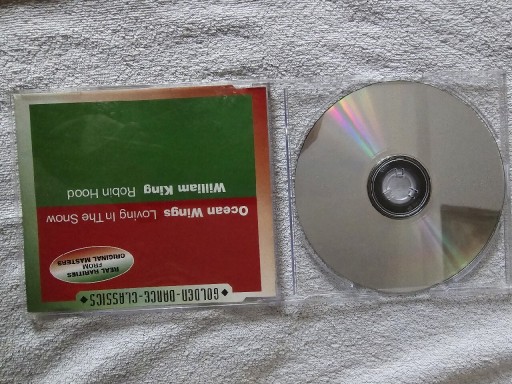 ◆GOLDEN-DANCE-CLASSICS◆
REAL RARITIES
FROM
ORIGINAL MASTERS
Ocean Wings Loving In The Snow
William King Robin Hood